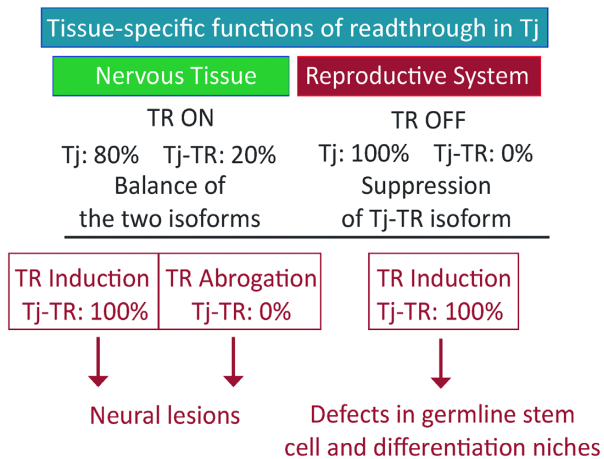 Tissue-specific functions of readthrough in Tj
Nervous Tissue
Reproductive System
TR ON
Tj: 80% Tj-TR: 20%
Balance of
the two isoforms
TR OFF
Tj: 100% Tj-TR: 0%
Suppression
of Tj-TR isoform
TR Induction
Tj-TR: 100%
TR Abrogation
Tj-TR: 0%
TR Induction
Tj-TR: 100%
Neural lesions
Defects in germline stem
cell and differentiation niches